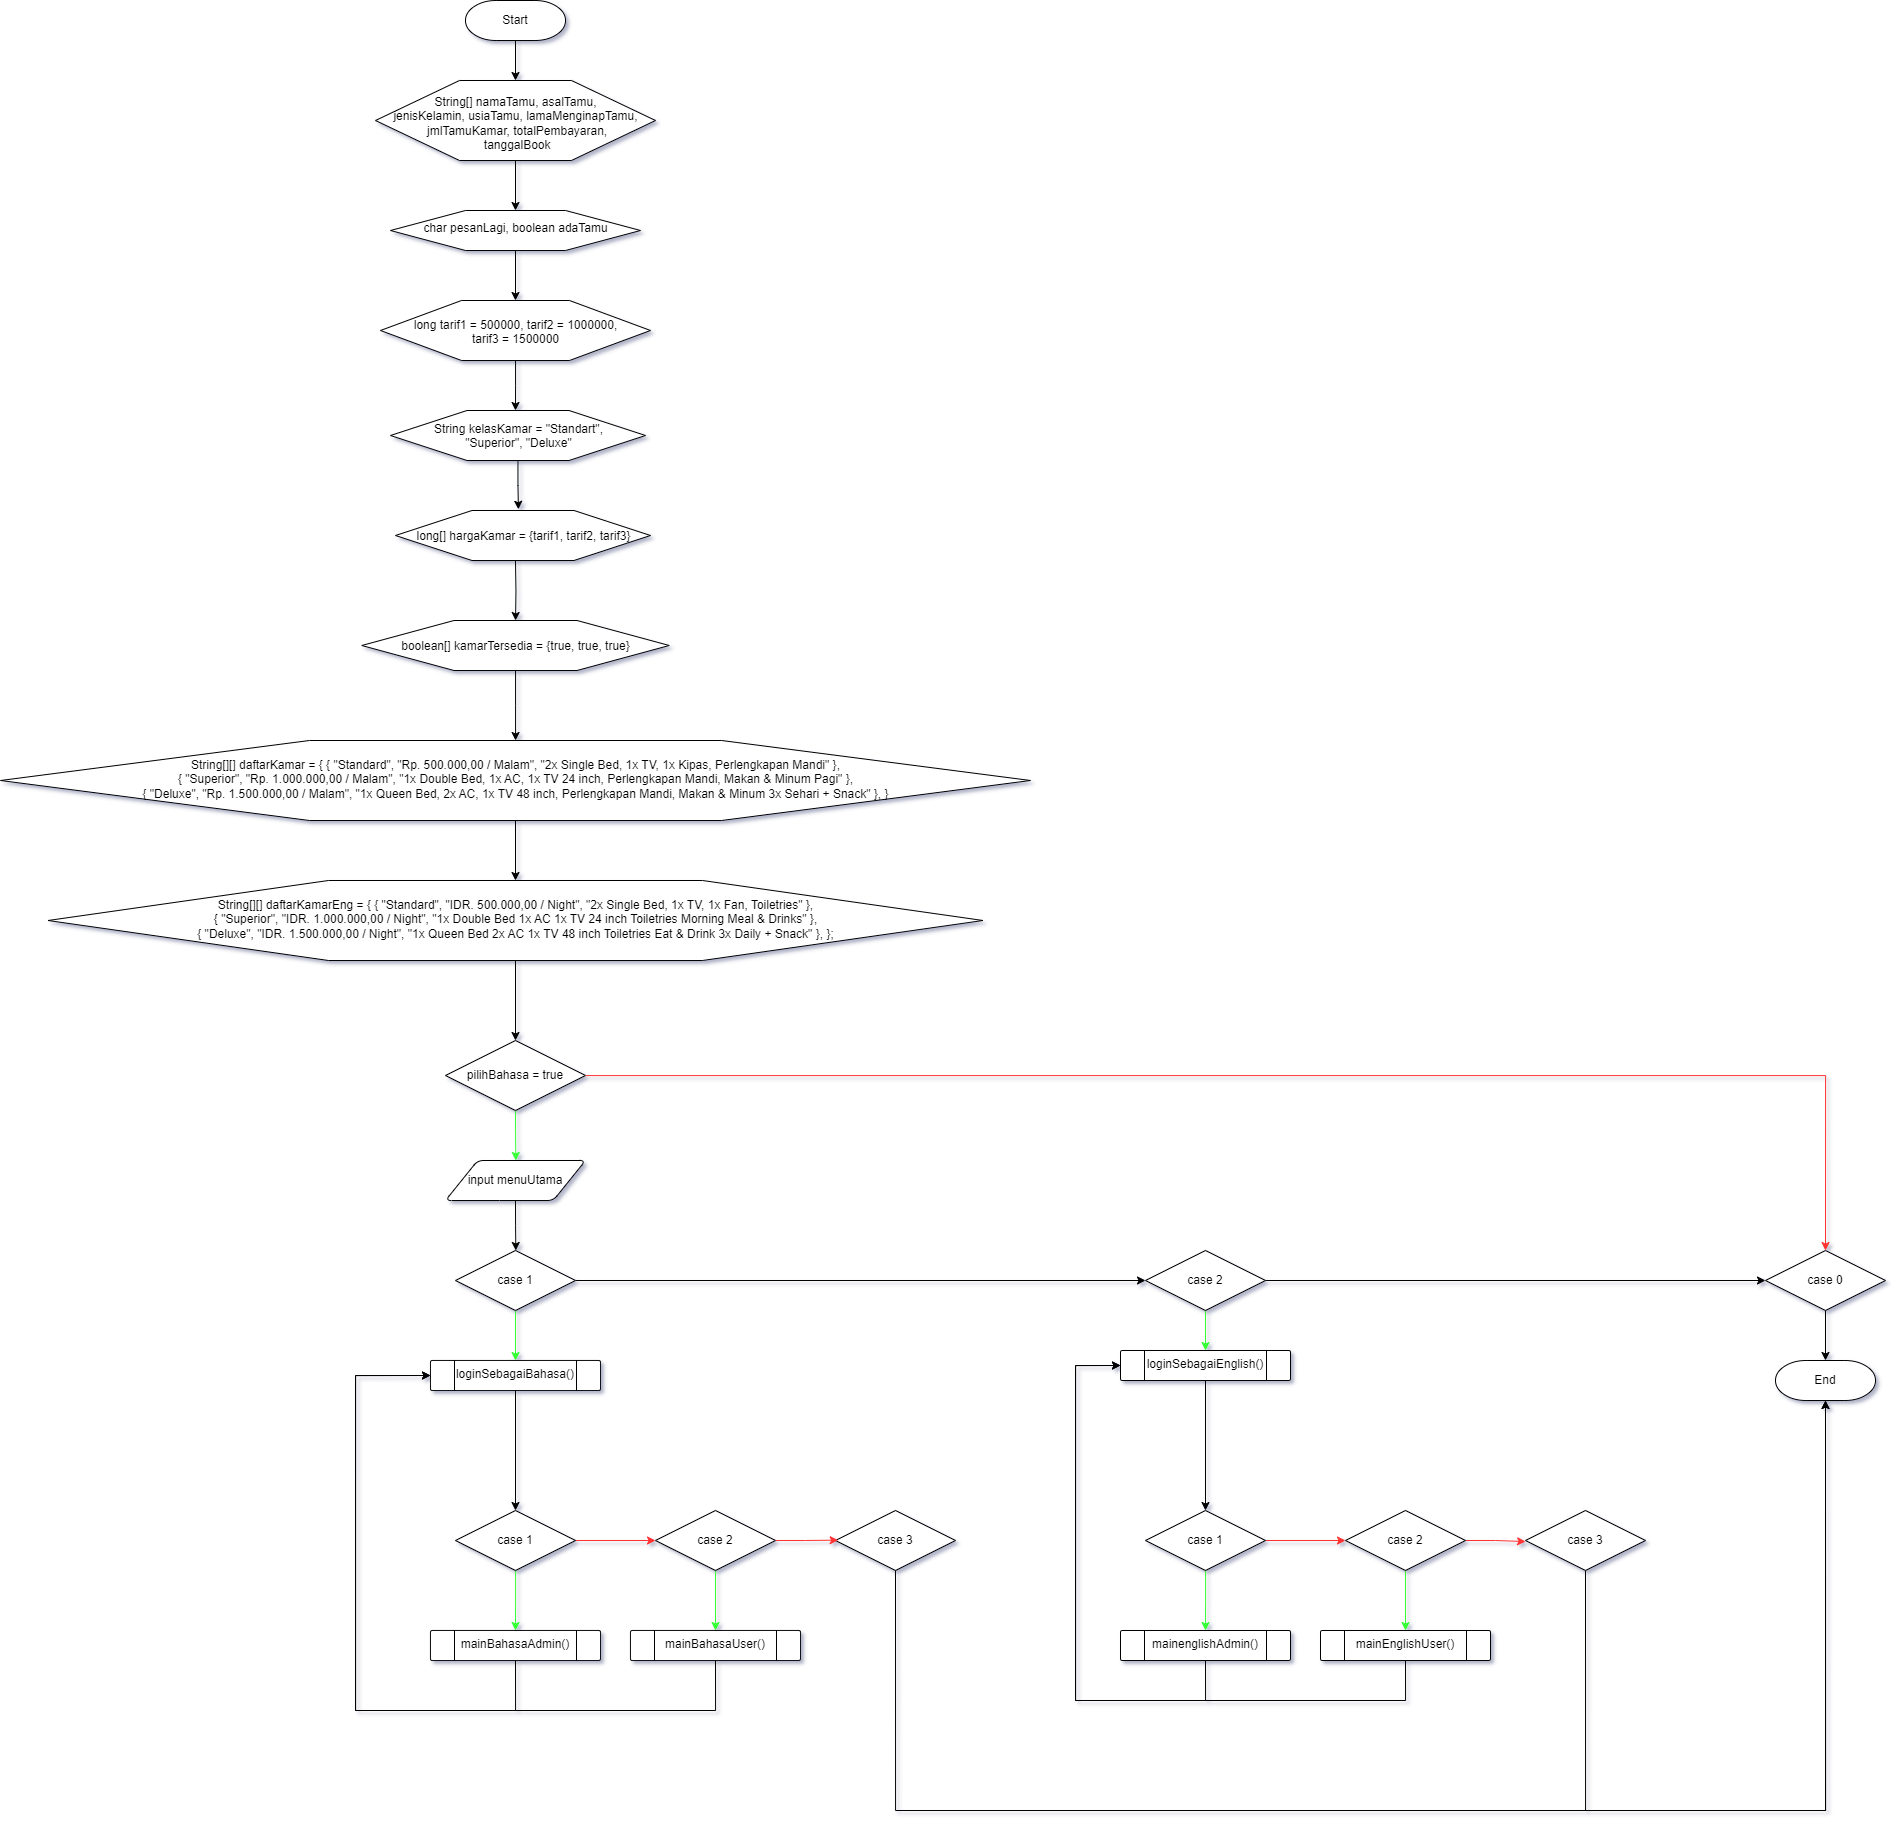 Start
String[] namaTamu, asalTamu,
jenisKelamin, usiaTamu, lamaMenginapTamu,
jmlTamuKamar, totalPembayaran,
tanggalBook
char pesanLagi, boolean adaTamu
long tarif1 = 500000, tarif2 = 1000000,
tarif3 = 1500000
String kelasKamar = "Standart",
"Superior", "Deluxe"
long[] hargaKamar = {tarif1, tarif2, tarif3}
boolean[] kamarTersedia = {true, true, true}
String[][] daftarKamar = { { "Standard", "Rp. 500.000,00 / Malam", "2x Single Bed, 1x TV, 1x Kipas, Perlengkapan Mandi" },
{ "Superior", "Rp. 1.000.000,00 / Malam", "1x Double Bed, 1x AC, 1x TV 24 inch, Perlengkapan Mandi, Makan & Minum Pagi" },
{ "Deluxe", "Rp. 1.500.000,00 / Malam", "1x Queen Bed, 2x AC, 1x TV 48 inch, Perlengkapan Mandi, Makan & Minum 3x Sehari + Snack" }, }
String[][] daftarKamarEng = { { "Standard", "IDR. 500.000,00 / Night", "2x Single Bed, 1x TV, 1x Fan, Toiletries" },
{ "Superior", "IDR. 1.000.000,00 / Night", "1x Double Bed 1x AC 1x TV 24 inch Toiletries Morning Meal & Drinks" },
{ "Deluxe", "IDR. 1.500.000,00 / Night", "1x Queen Bed 2x AC 1x TV 48 inch Toiletries Eat & Drink 3x Daily + Snack" }, };
pilihBahasa = true
input menuUtama
case 1
case 2
case 0
loginSebagaiBahasa()
loginSebagaiEnglish()
End
case 1
case 2
case 3
case 1
case 2
case 3
mainBahasaAdmin()
mainBahasaUser()
mainenglishAdmin()
mainEnglishUser()